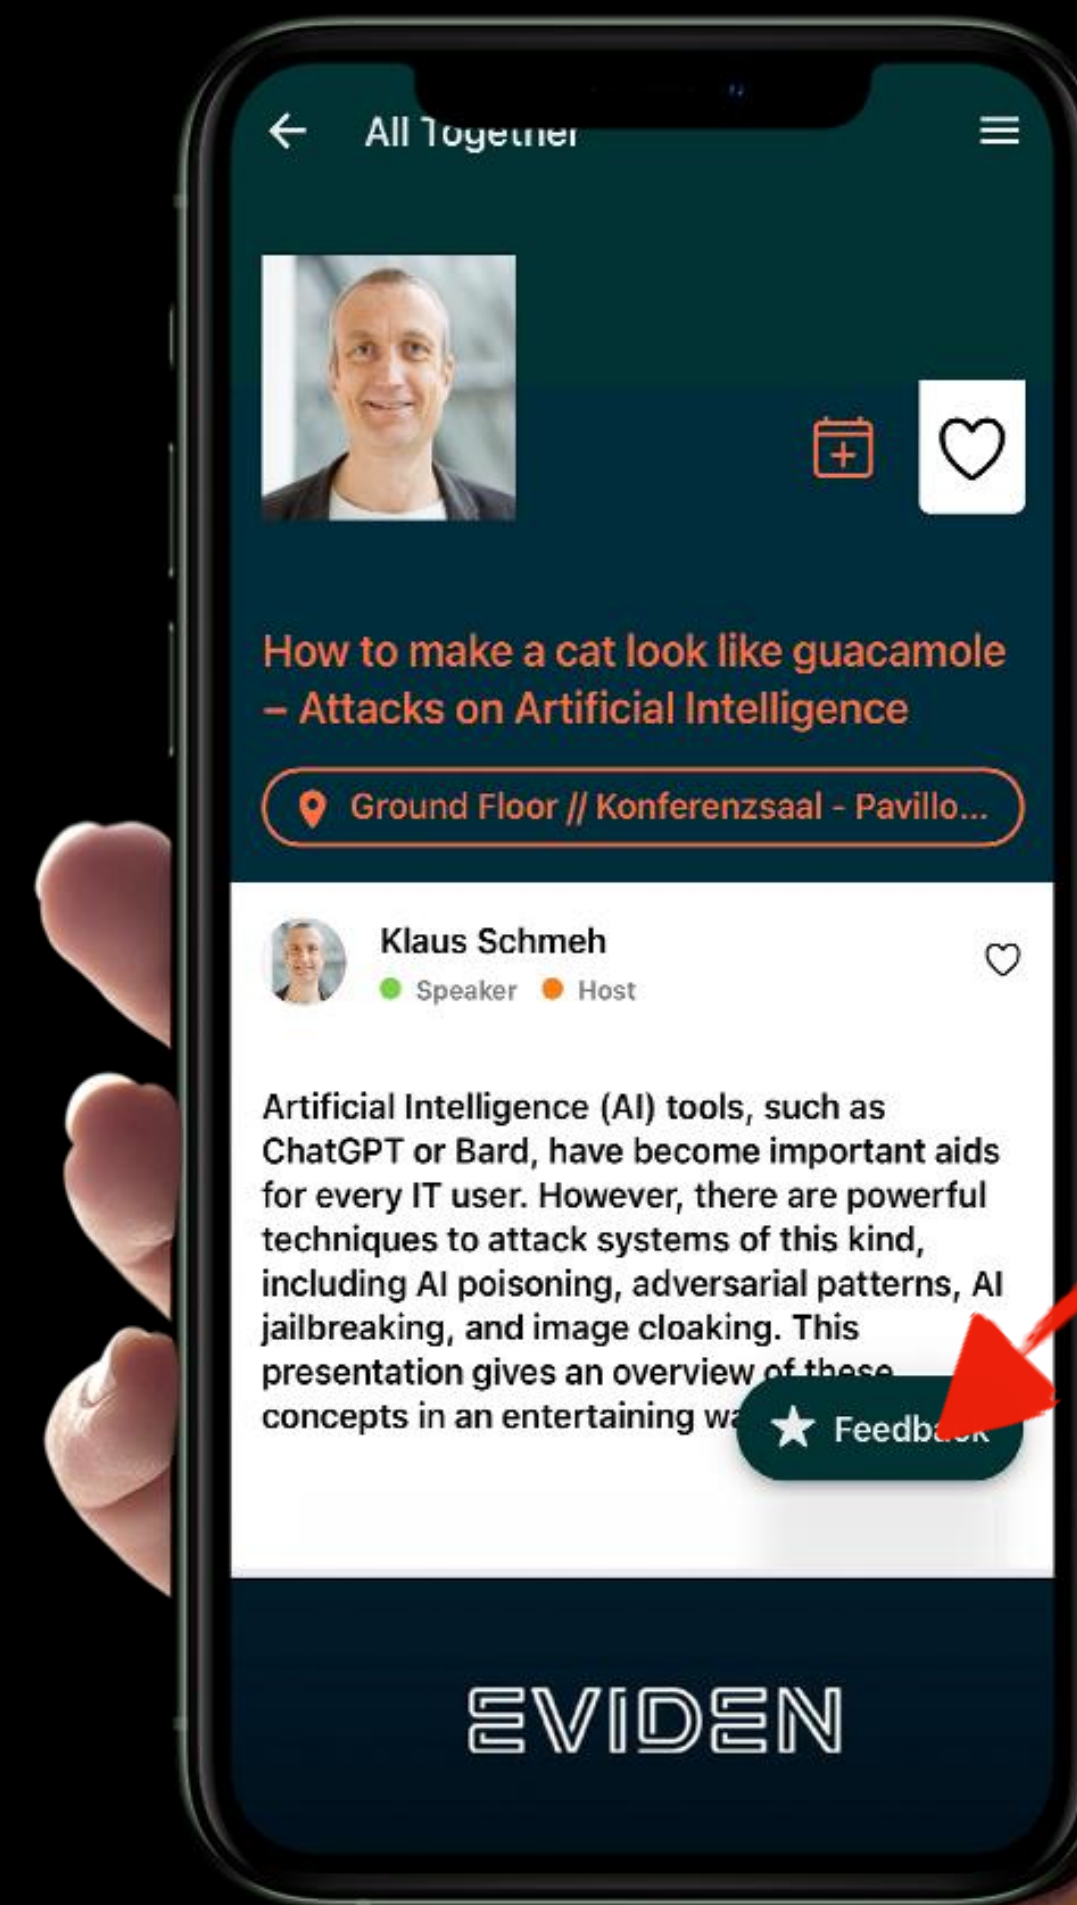 All Together
How to make a cat look like guacamole
– Attacks on Artificial Intelligence
Ground Floor // Konferenzsaal - Pavillo...
Klaus Schmeh
Speaker Host
Artificial Intelligence (AI) tools, such as
ChatGPT or Bard, have become important aids
for every IT user. However, there are powerful
techniques to attack systems of this kind,
including AI poisoning, adversarial patterns, AI
jailbreaking, and image cloaking. This
presentation gives an overview of these
concepts in an entertaining
Feedback
EVIDEN